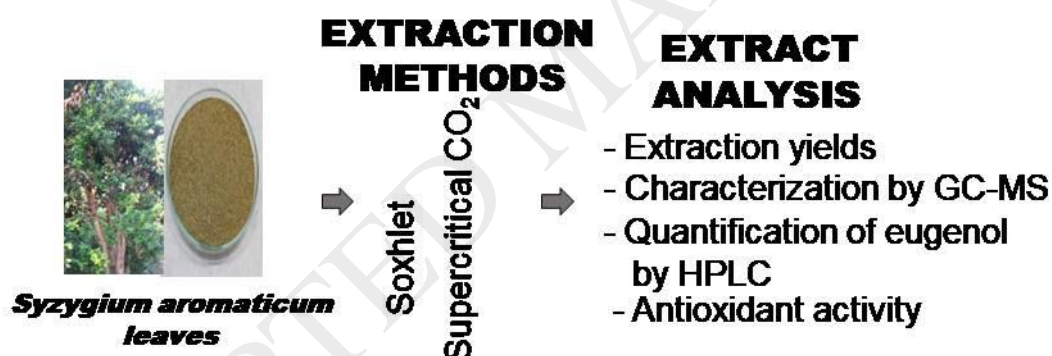 EXTRACTION
METHODS
EXTRACT
ANALYSIS
Syzygium aromaticum
leaves
Soxhlet
Supercritical CO₂
- Extraction yields
- Characterization by GC-MS
- Quantification of eugenol
by HPLC
- Antioxidant activity